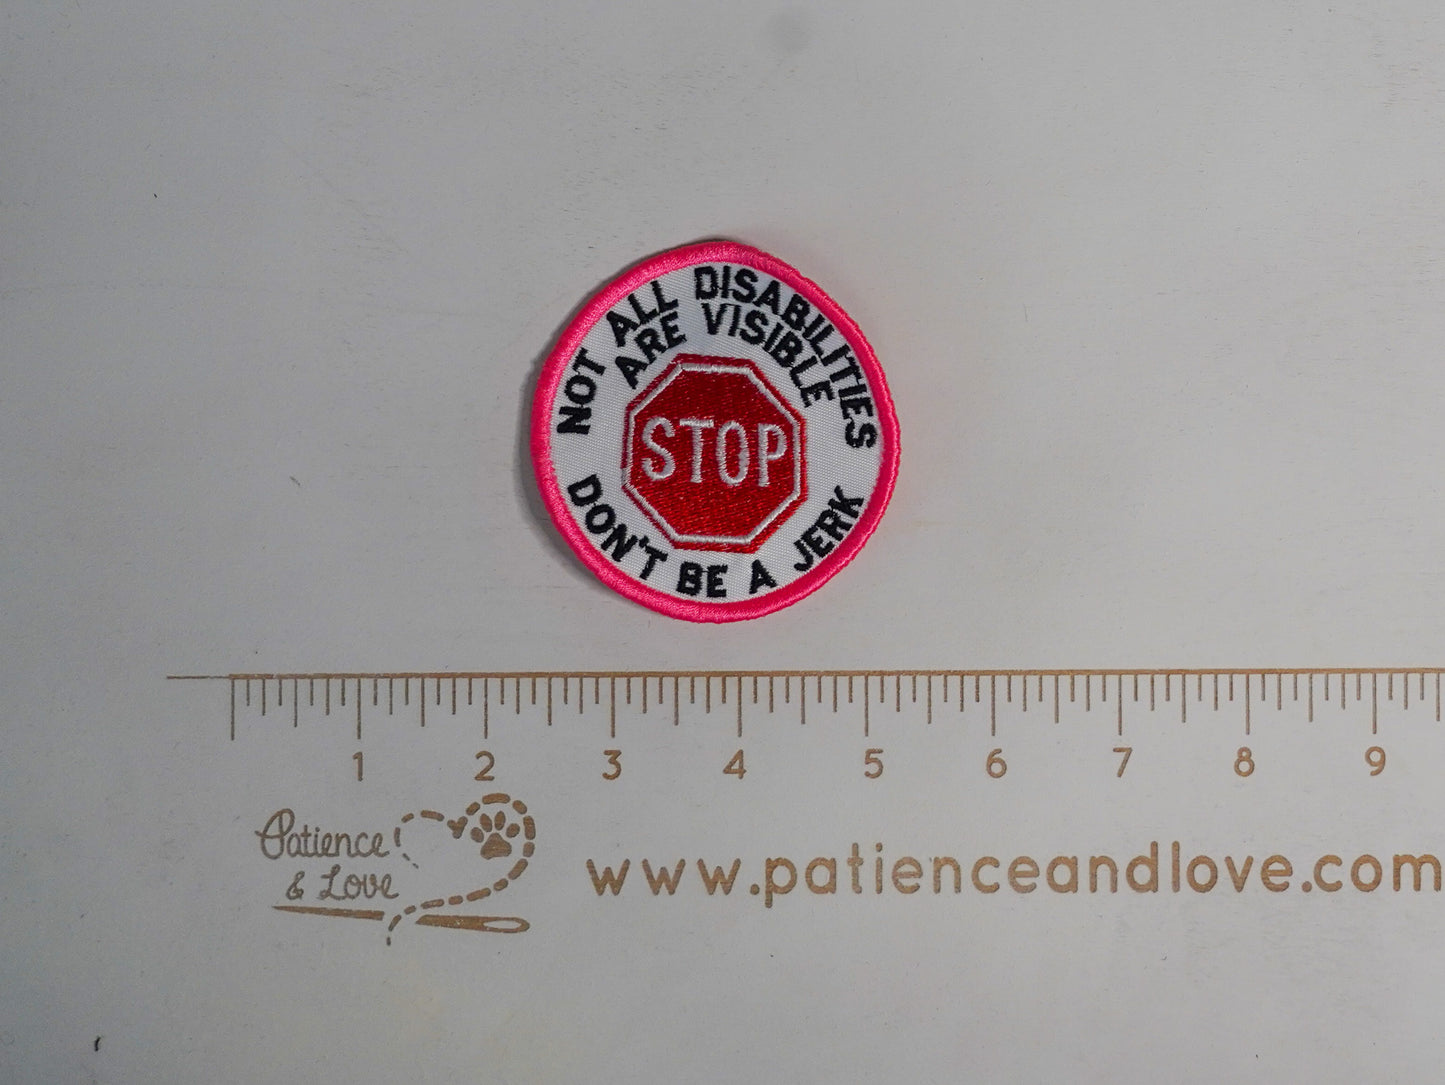 NOT ALL DISABILITIES
ARE VISIBLE
STOP
DON'T BE A JERK
1 2 3 4 5 6 7 8 9
Patience
& Love
www.patienceandlove.com